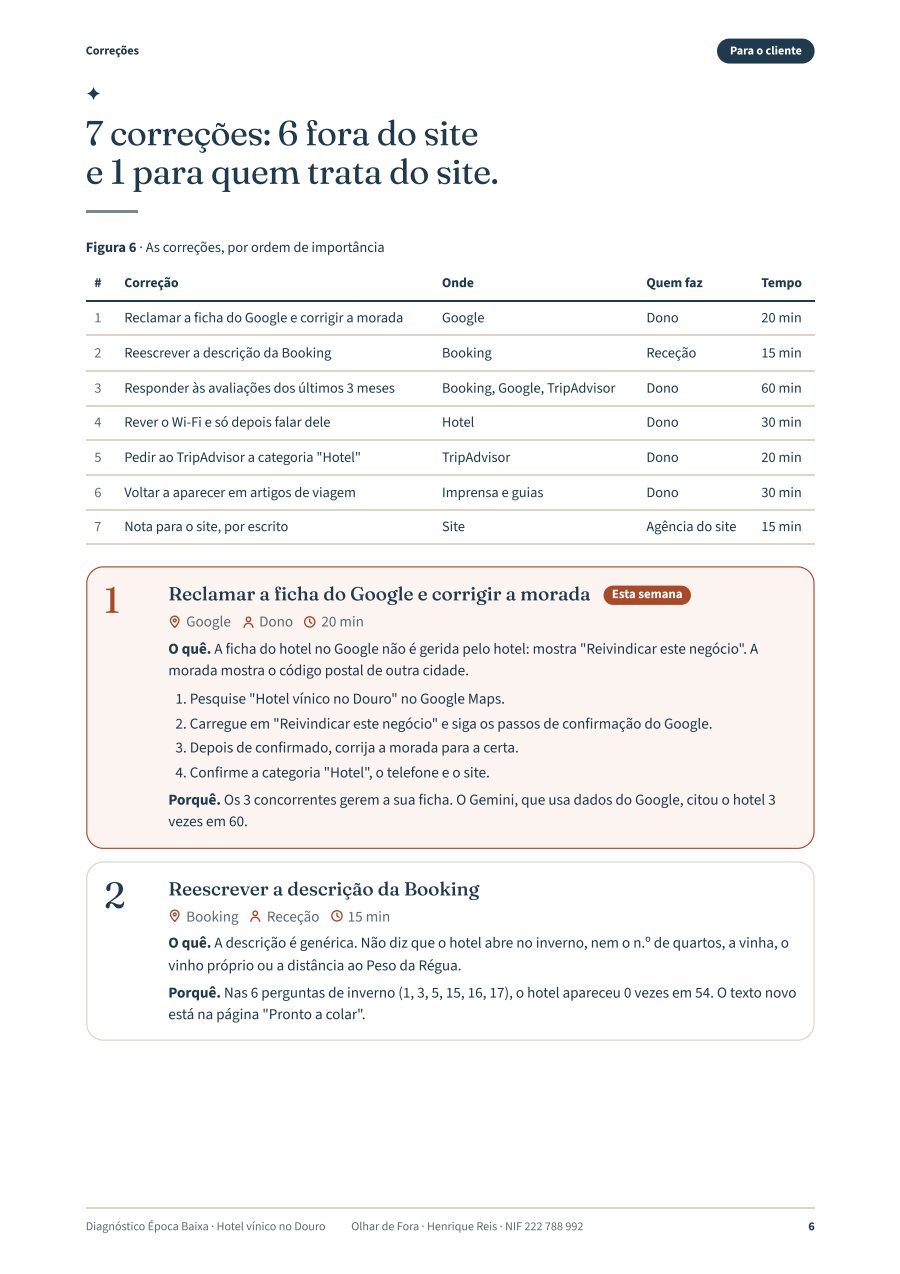 Correções
Para o cliente
7 correções: 6 fora do site
e 1 para quem trata do site.
Figura 6 · As correções, por ordem de importância
# Correção Onde Quem faz Tempo
1 Reclamar a ficha do Google e corrigir a morada Google Dono 20 min
2 Reescrever a descrição da Booking Booking Receção 15 min
3 Responder às avaliações dos últimos 3 meses Booking, Google, TripAdvisor Dono 60 min
4 Rever o Wi-Fi e só depois falar dele Hotel Dono 30 min
5 Pedir ao TripAdvisor a categoria "Hotel" TripAdvisor Dono 20 min
6 Voltar a aparecer em artigos de viagem Imprensa e guias Dono 30 min
7 Nota para o site, por escrito Site Agência do site 15 min
1 Reclamar a ficha do Google e corrigir a morada Esta semana
Google Dono 20 min
O quê. A ficha do hotel no Google não é gerida pelo hotel: mostra "Reivindicar este negócio". A
morada mostra o código postal de outra cidade.
1. Pesquise "Hotel vínico no Douro" no Google Maps.
2. Carregue em "Reivindicar este negócio" e siga os passos de confirmação do Google.
3. Depois de confirmado, corrija a morada para a certa.
4. Confirme a categoria "Hotel", o telefone e o site.
Porquê. Os 3 concorrentes gerem a sua ficha. O Gemini, que usa dados do Google, citou o hotel 3
vezes em 60.
2 Reescrever a descrição da Booking
Booking Receção 15 min
O quê. A descrição é genérica. Não diz que o hotel abre no inverno, nem o n.º de quartos, a vinha, o
vinho próprio ou a distância ao Peso da Régua.
Porquê. Nas 6 perguntas de inverno (1, 3, 5, 15, 16, 17), o hotel apareceu 0 vezes em 54. O texto novo
está na página "Pronto a colar".
Diagnóstico Época Baixa · Hotel vínico no Douro Olhar de Fora · Henrique Reis · NIF 222 788 992 6